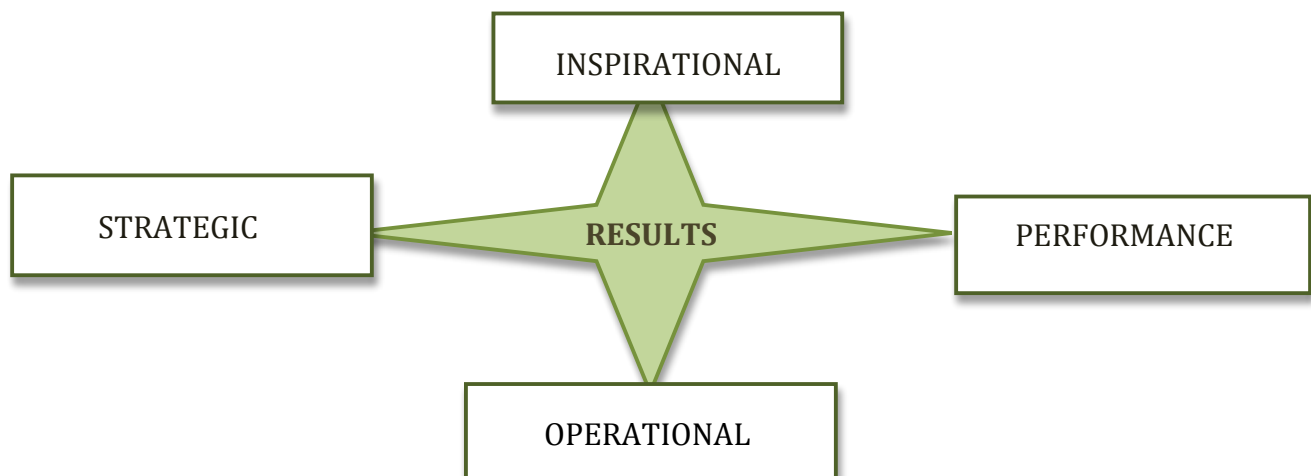 INSPIRATIONAL
STRATEGIC
RESULTS
PERFORMANCE
OPERATIONAL